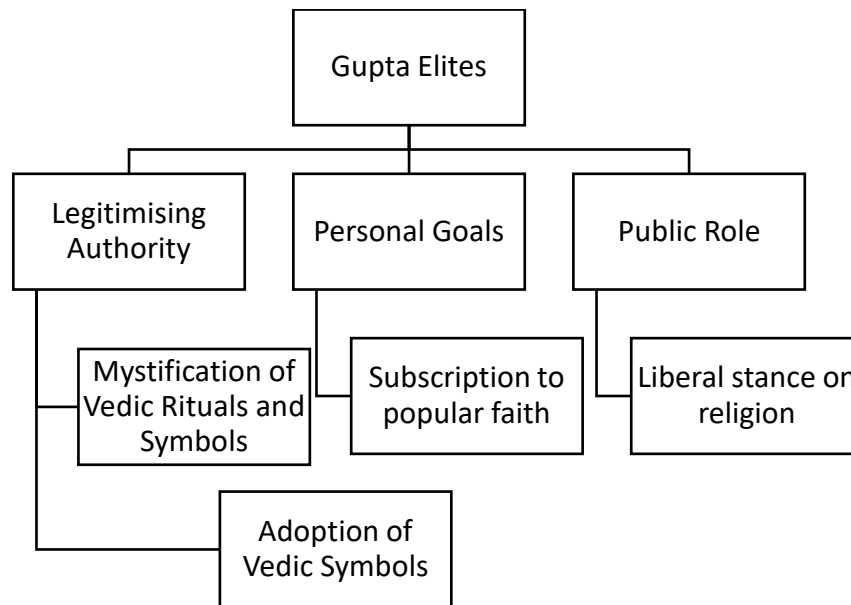 Gupta Elites
Legitimising
Authority
Personal Goals
Public Role
Mystification of
Vedic Rituals and
Symbols
Subscription to
popular faith
Liberal stance on
religion
Adoption of
Vedic Symbols